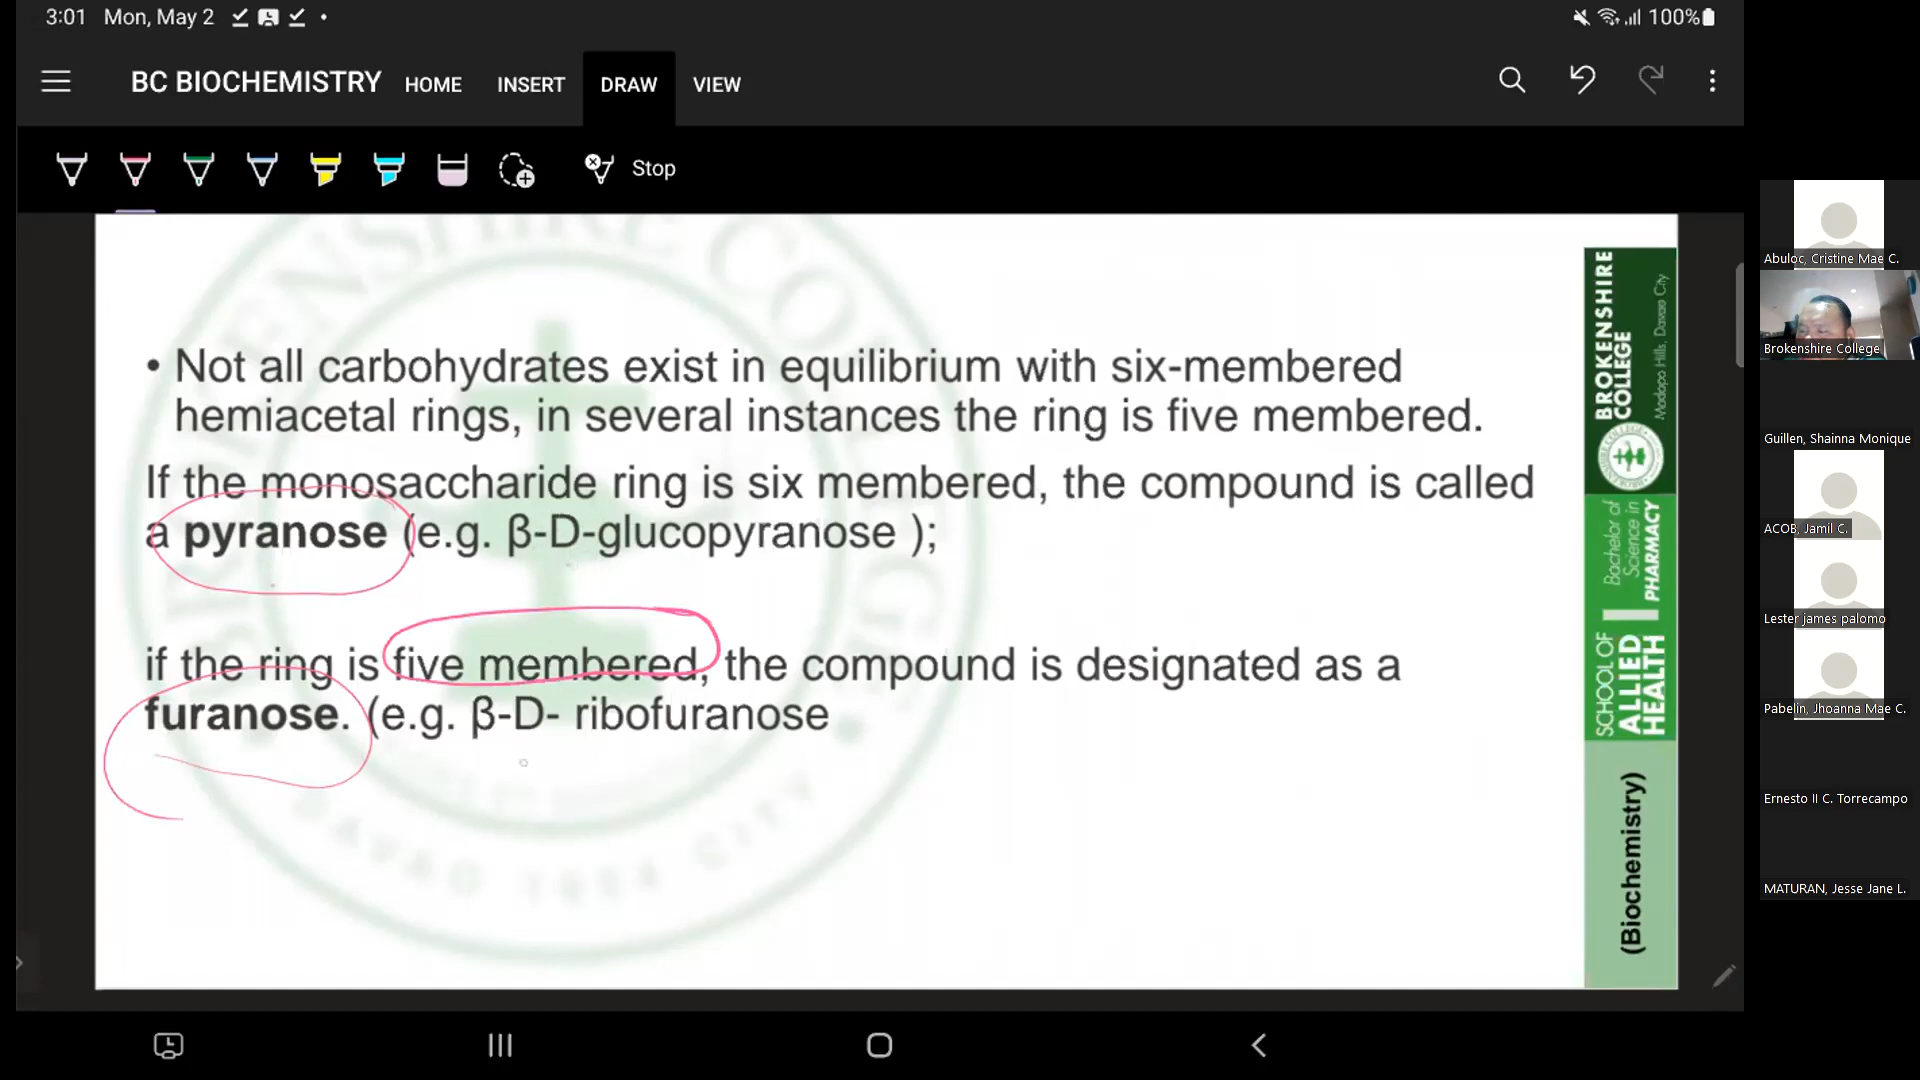 3:01 Mon, May 2
100%
BC BIOCHEMISTRY HOME INSERT DRAW VIEW
Stop
• Not all carbohydrates exist in equilibrium with six-membered
hemiacetal rings, in several instances the ring is five membered.
If the monosaccharide ring is six membered, the compound is called
a pyranose (e.g. β-D-glucopyranose );
if the ring is five membered, the compound is designated as a
furanose. (e.g. β-D- ribofuranose
DAVAO 1954 CITY
BROKENSHIRE
COLLEGE
Madapo Hills, Davao City
SCHOOL OF
ALLIED
HEALTH
Bachelor of
Science in
PHARMACY
(Biochemistry)
Abuloc, Cristine Mae C.
Brokenshire College
Guillen, Shainna Monique
ACOB, Jamil C.
Lester james palomo
Pabelin, Jhoanna Mae C.
Ernesto II C. Torrecampo
MATURAN, Jesse Jane L.